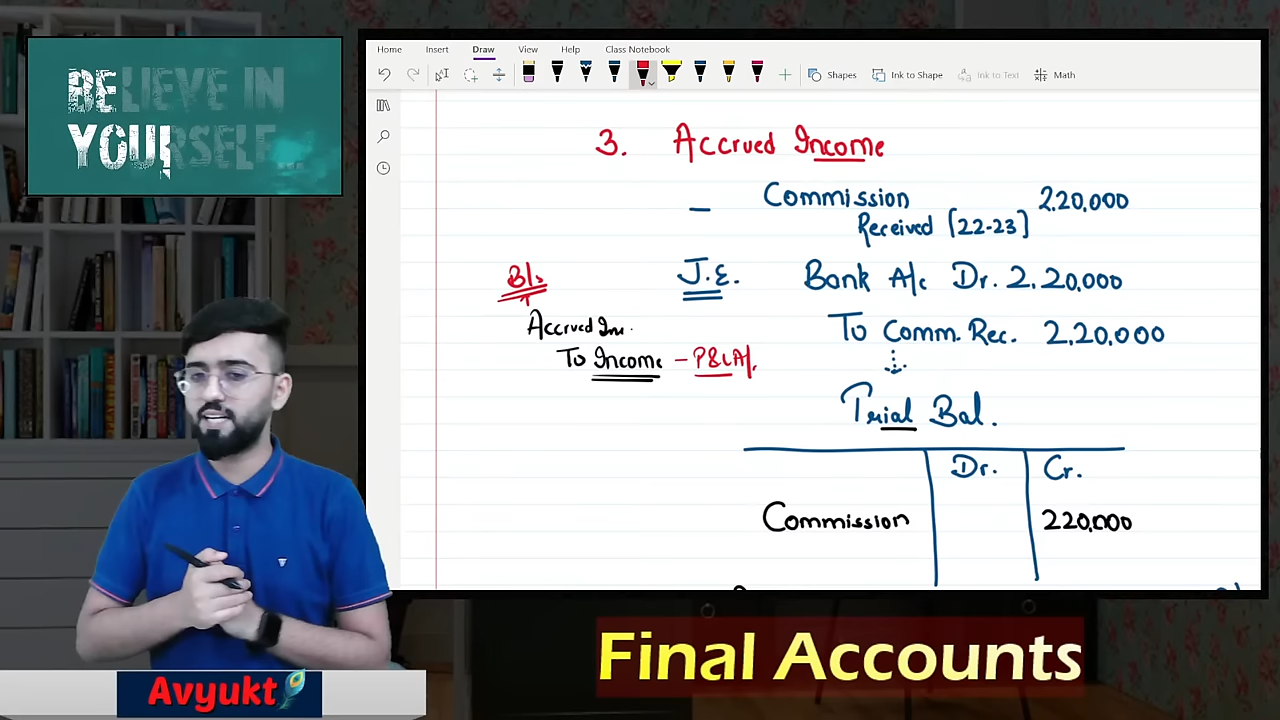 BELIEVE IN
YOURSELF...
Home Insert Draw View Help Class Notebook
Shapes Ink to Shape Ink to Text Math
3. Accrued Income
– Commission 2,20,000
Received [22-23]
B/s J.E. Bank A/c Dr. 2,20,000
Accrued Inc.
To Comm. Rec. 2,20,000
To Income – P&L A/c
Trial Bal.
Dr. Cr.
Commission 220,000
Final Accounts
Avyukt